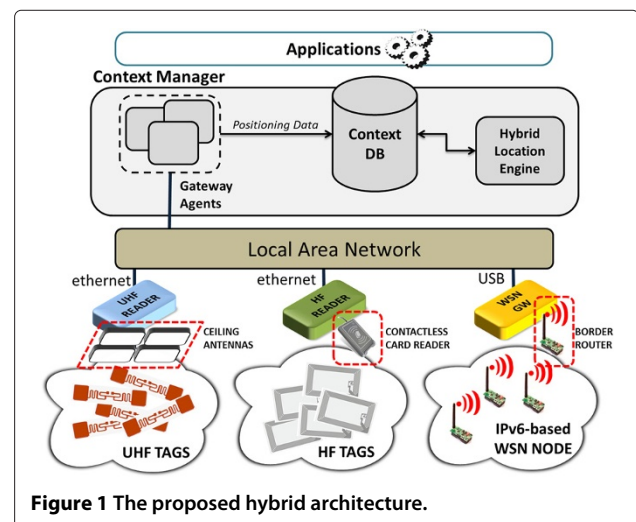 Applications
Context Manager
Positioning Data
Context
DB
Hybrid
Location
Engine
Gateway
Agents
Local Area Network
ethernet
ethernet
USB
UHF
READER
HF
READER
WSN
GW
CEILING
ANTENNAS
CONTACTLESS
CARD READER
BORDER
ROUTER
UHF TAGS
HF TAGS
IPv6-based
WSN NODE
Figure 1 The proposed hybrid architecture.